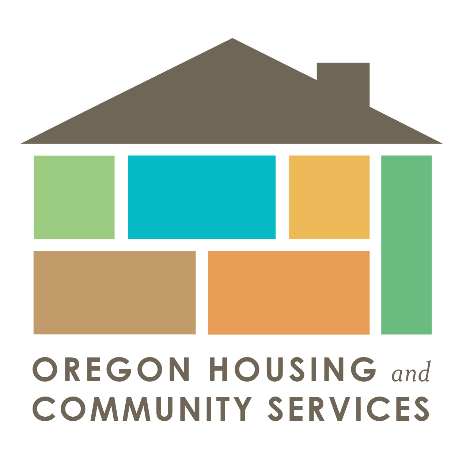 OREGON HOUSING and
COMMUNITY SERVICES